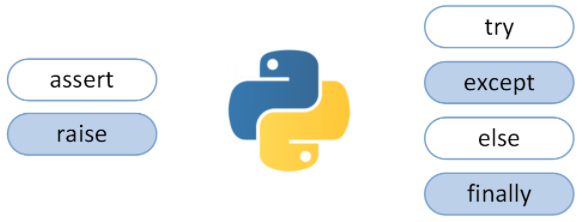 assert
raise
try
except
else
finally